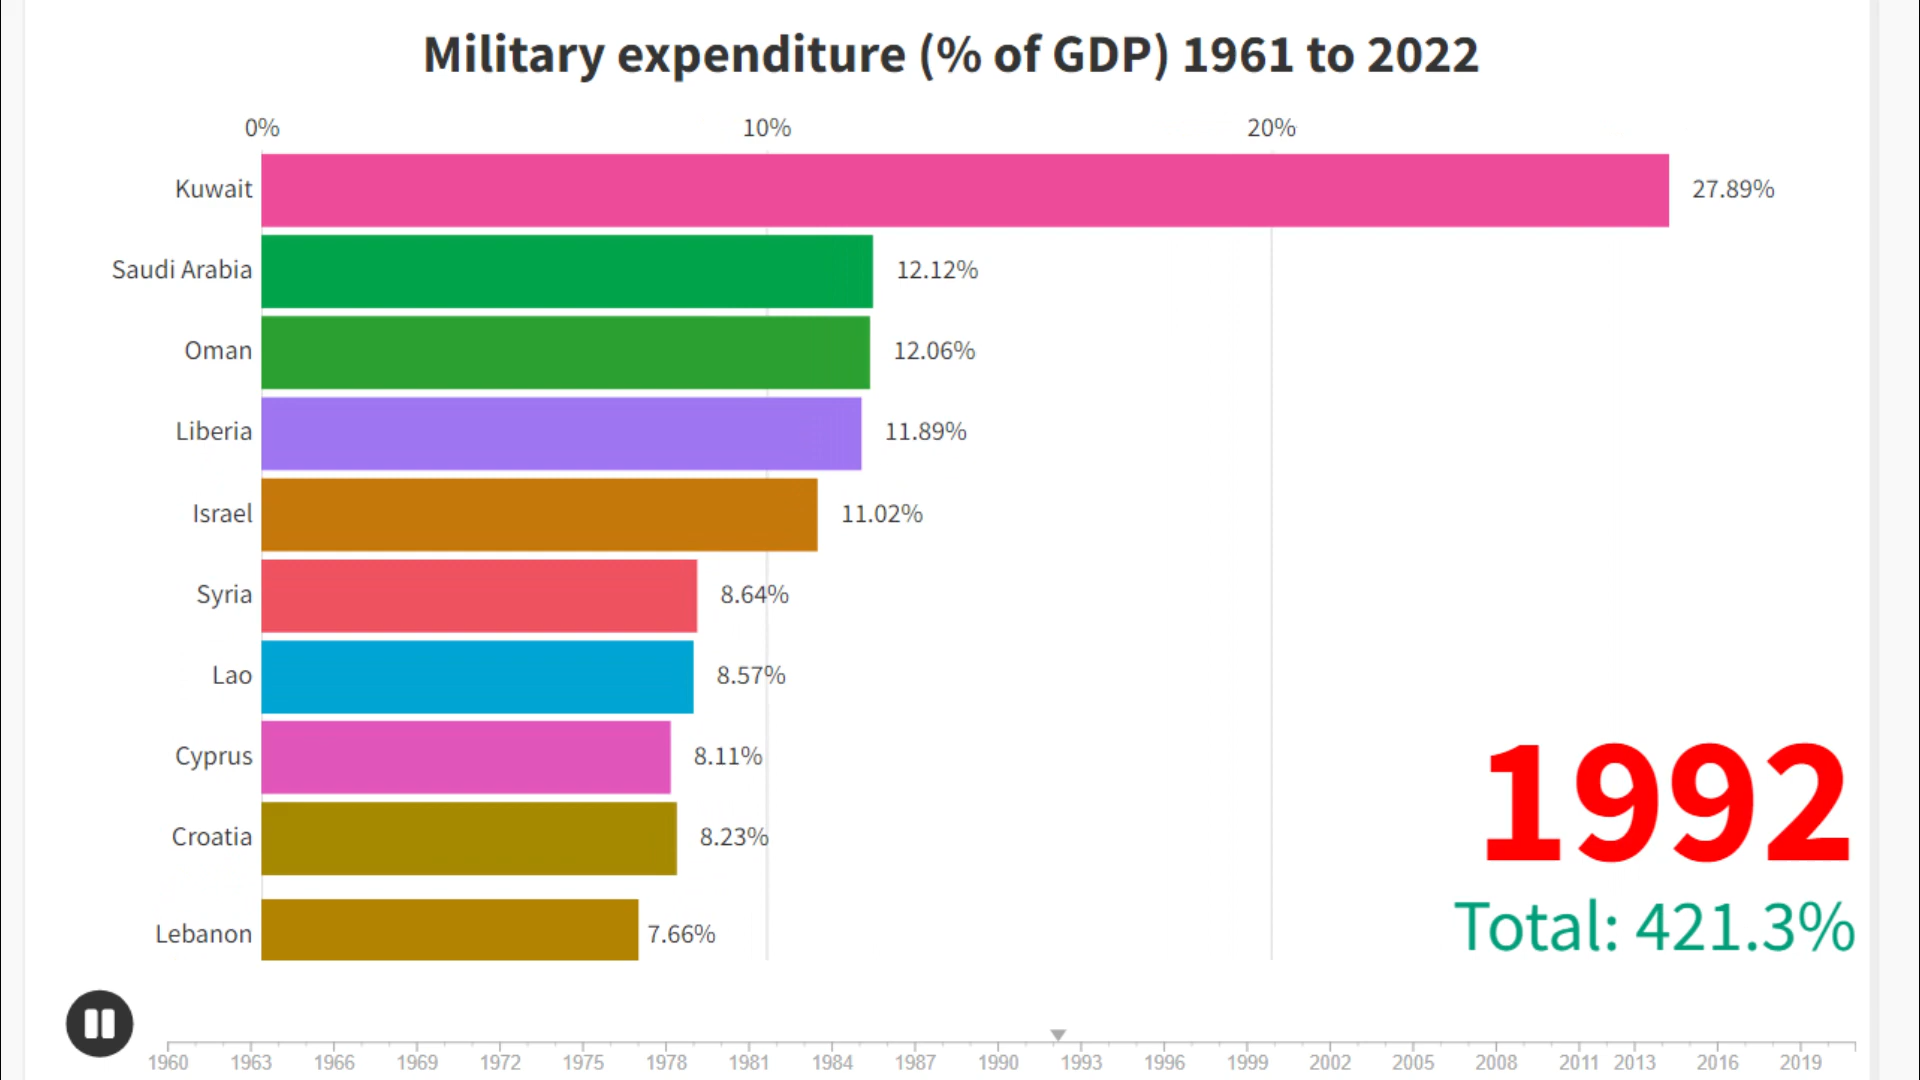 Military expenditure (% of GDP) 1961 to 2022
0% 10% 20%
Kuwait 27.89%
Saudi Arabia 12.12%
Oman 12.06%
Liberia 11.89%
Israel 11.02%
Syria 8.64%
Lao 8.57%
Cyprus 8.11%
Croatia 8.23%
Lebanon 7.66%
1992
Total: 421.3%
1960 1963 1966 1969 1972 1975 1978 1981 1984 1987 1990 1993 1996 1999 2002 2005 2008 2011 2013 2016 2019